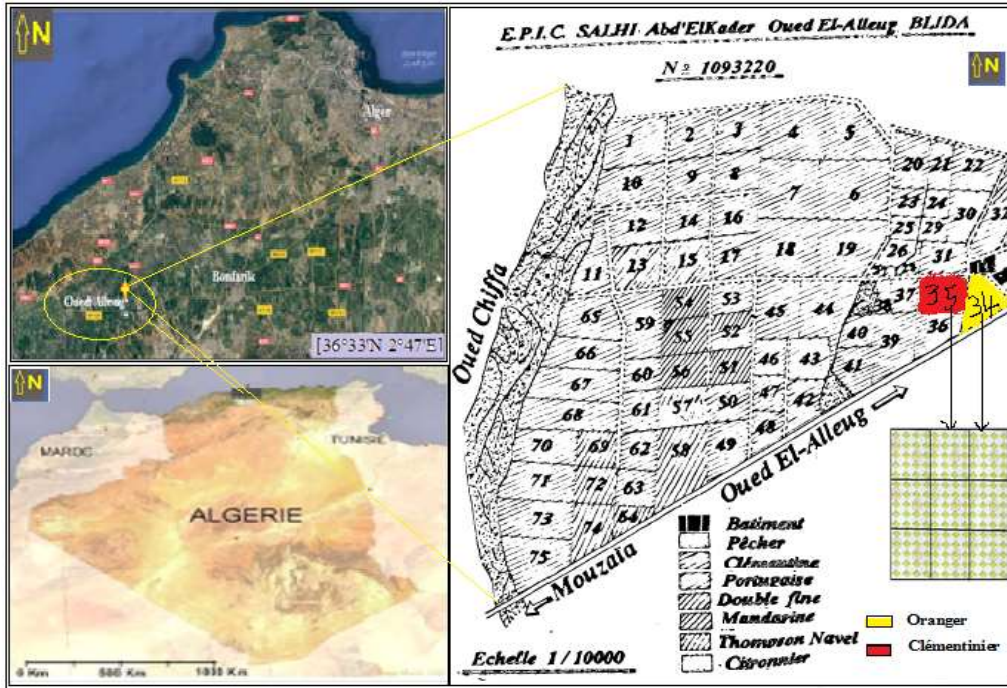 N
Alger
Boufarik
Oued Alleug
[36°33'N 2°47'E]
N
MAROC
TUNISIE
ALGERIE
0 Km
500 Km
1000 Km
E.P.I.C. SALHI Abd'ElKader Oued El-Alleug BLIDA
Nº 1093220
N
1 2 3 4 5
20 21 22
10 9 8 7 6
23 24 30 32
12 14 16
25 29
11 13 15 17 18 19 26 31
37 35 34
65 59 54 53 45 44 38 36
55 52 40 39
66 60 56 51 46 43 41
67 61 57 50 47 42
68 48
70 69 62 58 49
71 72 63
73 74 64
75
Oued Chiffa
Oued El-Alleug
Mouzaia
Batiment
Pêcher
Clémentine
Portugaise
Double fine
Mandarine
Thomson Navel
Citronnier
Echelle 1/10000
Oranger
Clémentinier